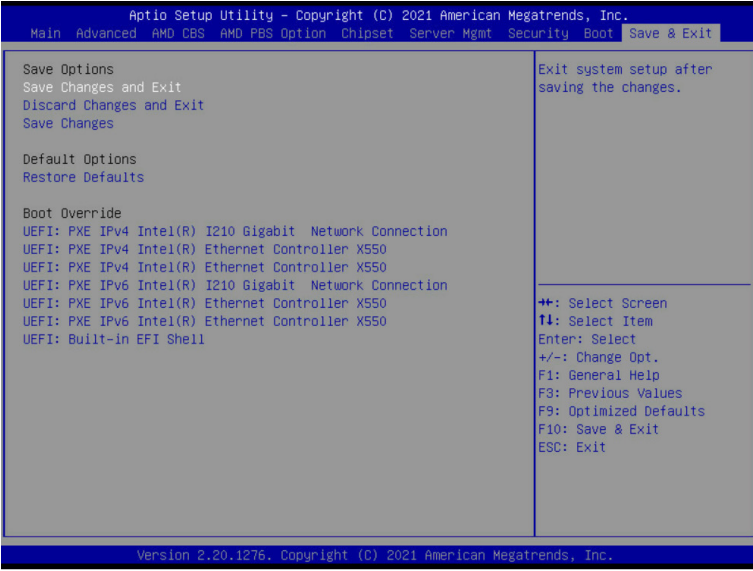 Aptio Setup Utility – Copyright (C) 2021 American Megatrends, Inc.
Main Advanced AMD CBS AMD PBS Option Chipset Server Mgmt Security Boot Save & Exit
Save Options
Save Changes and Exit
Discard Changes and Exit
Save Changes
Default Options
Restore Defaults
Boot Override
UEFI: PXE IPv4 Intel(R) I210 Gigabit  Network Connection
UEFI: PXE IPv4 Intel(R) Ethernet Controller X550
UEFI: PXE IPv4 Intel(R) Ethernet Controller X550
UEFI: PXE IPv6 Intel(R) I210 Gigabit  Network Connection
UEFI: PXE IPv6 Intel(R) Ethernet Controller X550
UEFI: PXE IPv6 Intel(R) Ethernet Controller X550
UEFI: Built-in EFI Shell
Exit system setup after
saving the changes.
→←: Select Screen
↑↓: Select Item
Enter: Select
+/-: Change Opt.
F1: General Help
F3: Previous Values
F9: Optimized Defaults
F10: Save & Exit
ESC: Exit
Version 2.20.1276. Copyright (C) 2021 American Megatrends, Inc.